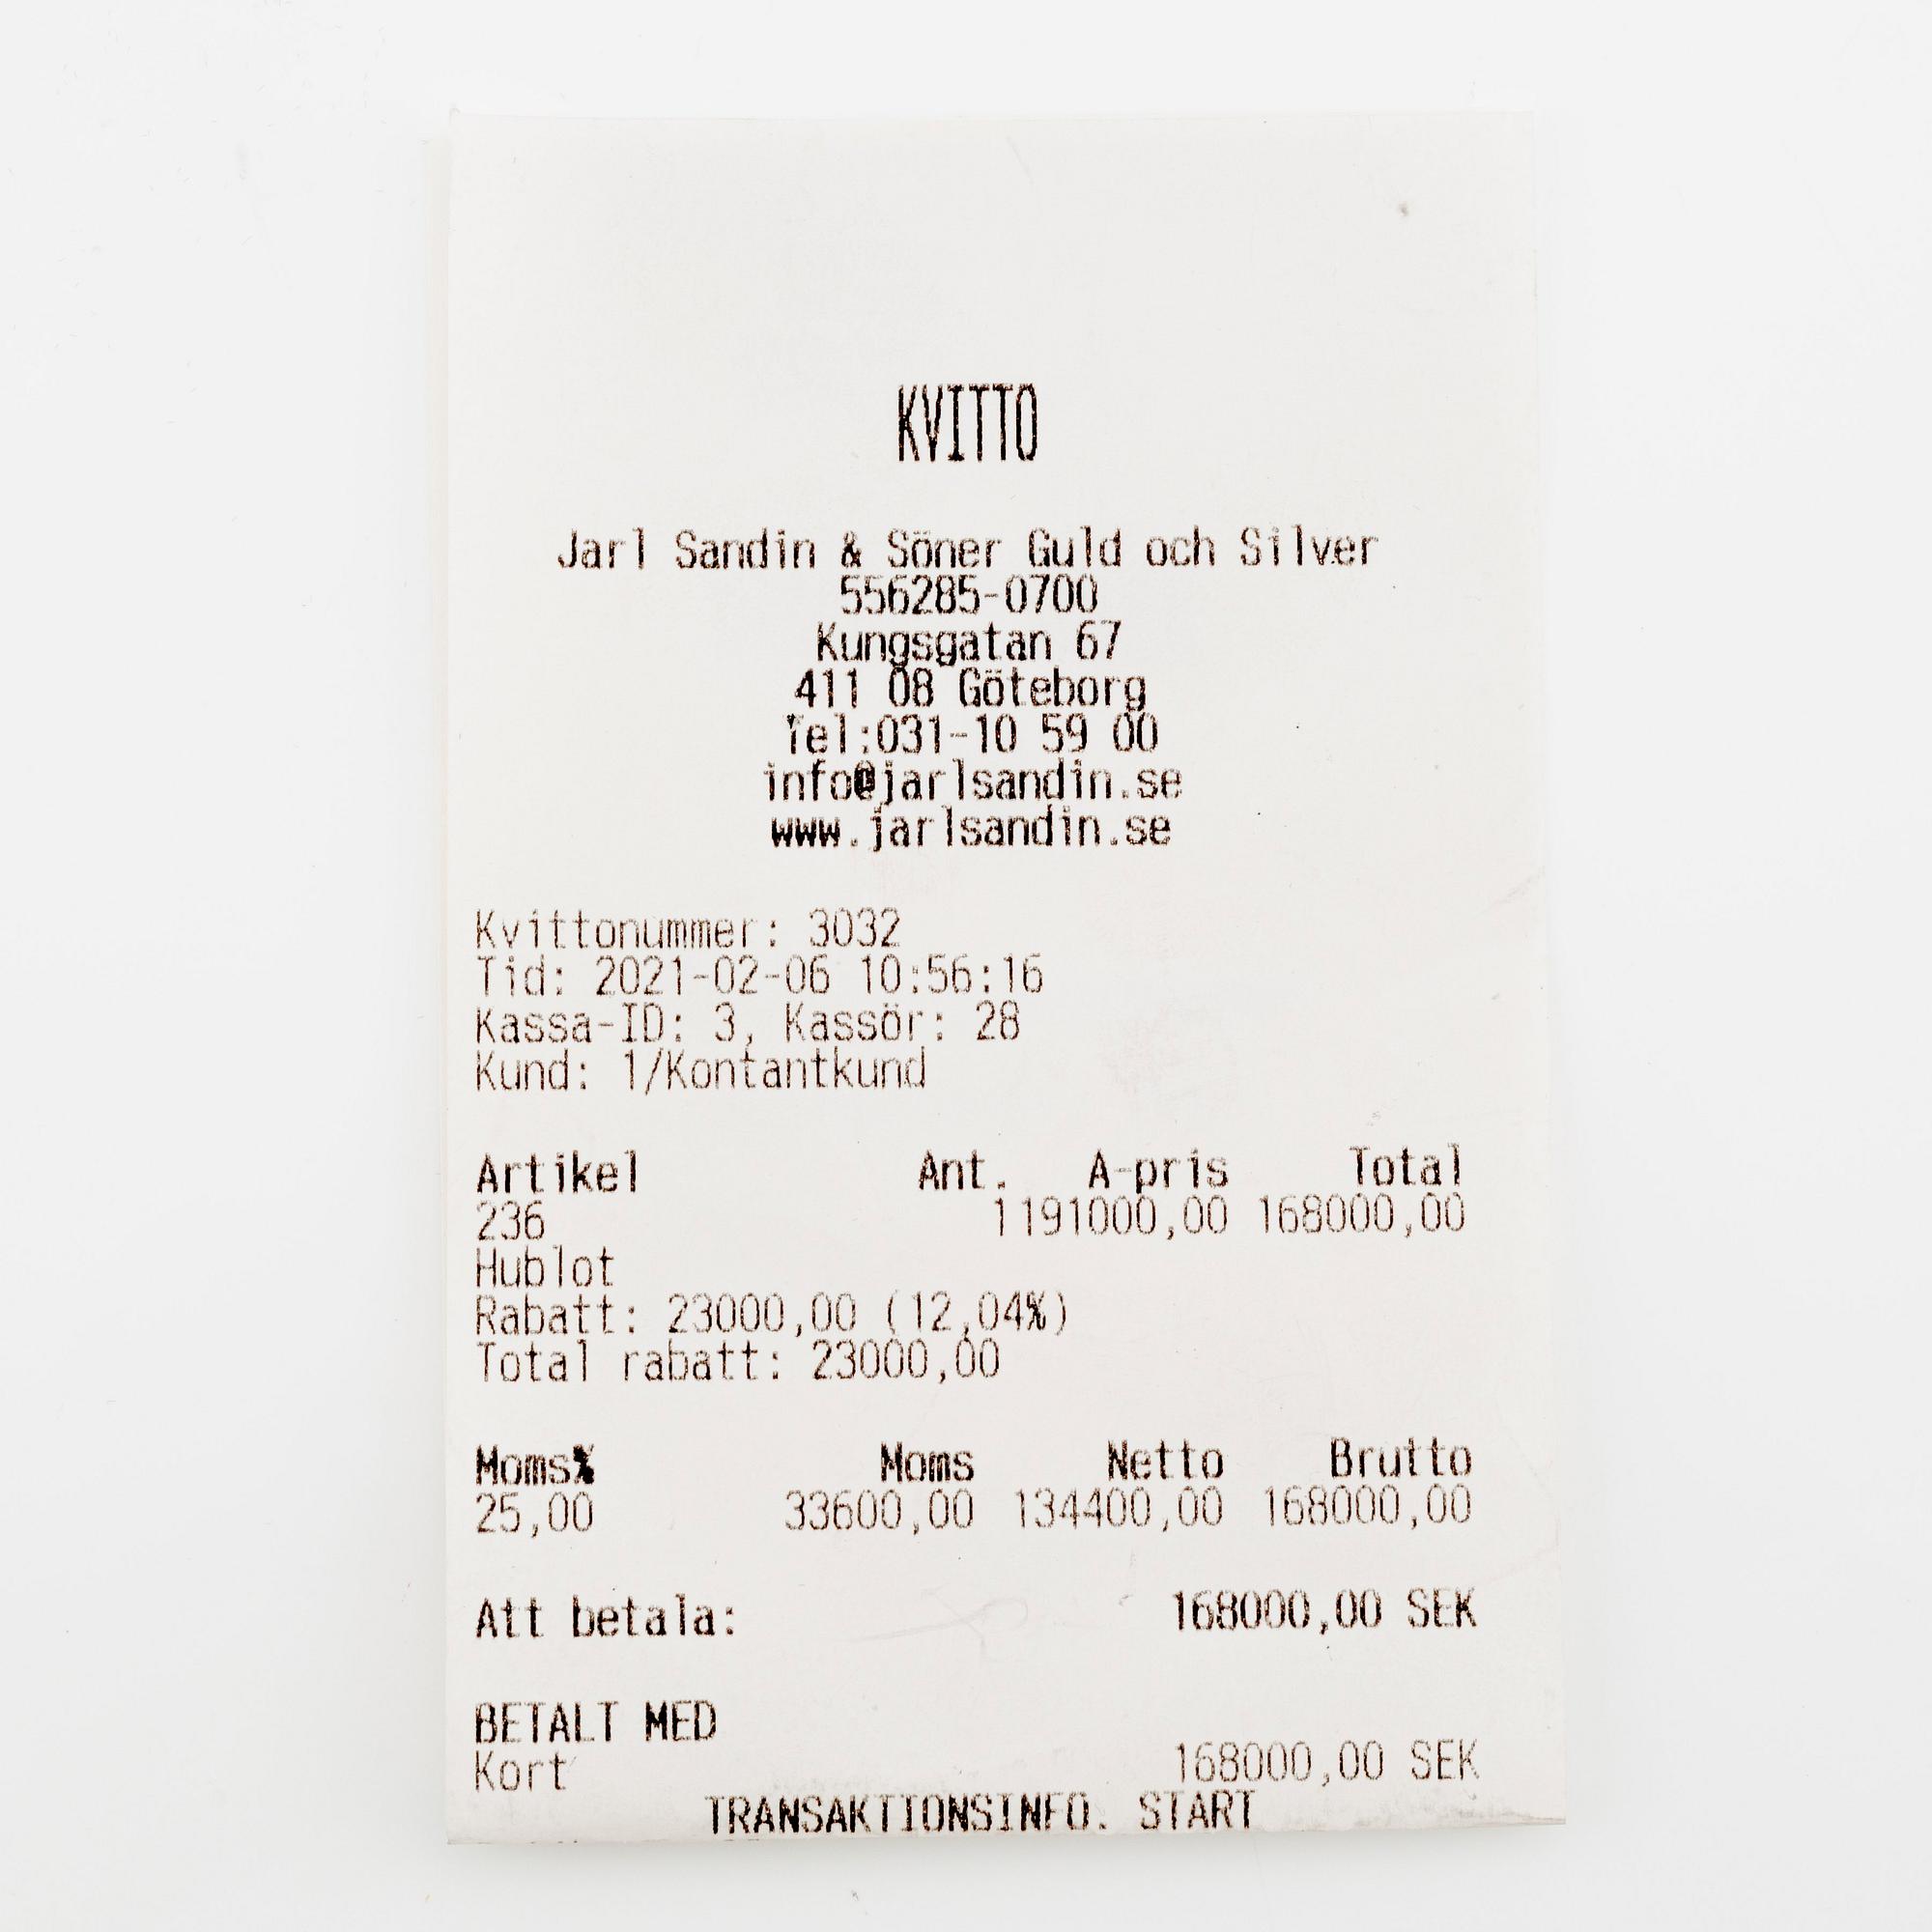 KVITTO
Jarl Sandin & Söner Guld och Silver
556285-0700
Kungsgatan 67
411 08 Göteborg
Tel:031-10 59 00
info@jarlsandin.se
www.jarlsandin.se
Kvittonummer: 3032
Tid: 2021-02-06 10:56:16
Kassa-ID: 3, Kassör: 28
Kund: 1/Kontantkund
Artikel Ant. A-pris Total
236 1 191000,00 168000,00
Hublot
Rabatt: 23000,00 (12,04%)
Total rabatt: 23000,00
Moms% Moms Netto Brutto
25,00 33600,00 134400,00 168000,00
Att betala: 168000,00 SEK
BETALT MED
Kort 168000,00 SEK
TRANSAKTIONSINFO. START